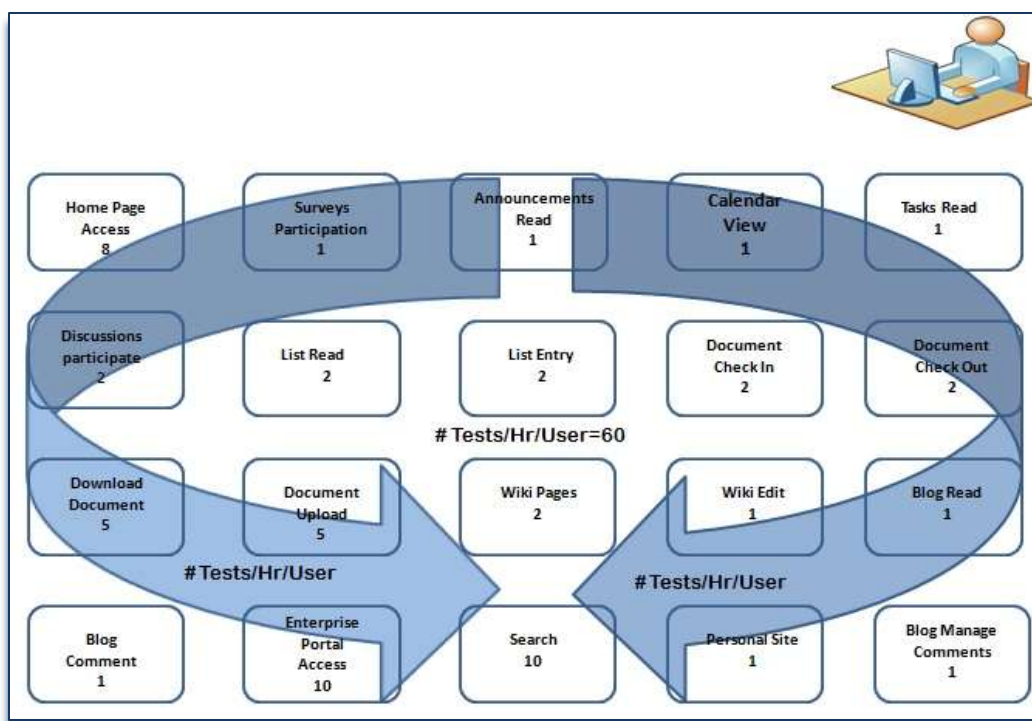 Home Page
Access
8
Surveys
Participation
1
Announcements
Read
1
Calendar
View
1
Tasks Read
1
Discussions
participate
2
List Read
2
List Entry
2
Document
Check In
2
Document
Check Out
2
# Tests/Hr/User=60
Download
Document
5
Document
Upload
5
Wiki Pages
2
Wiki Edit
1
Blog Read
1
#Tests/Hr/User
#Tests/Hr/User
Blog
Comment
1
Enterprise
Portal
Access
10
Search
10
Personal Site
1
Blog Manage
Comments
1